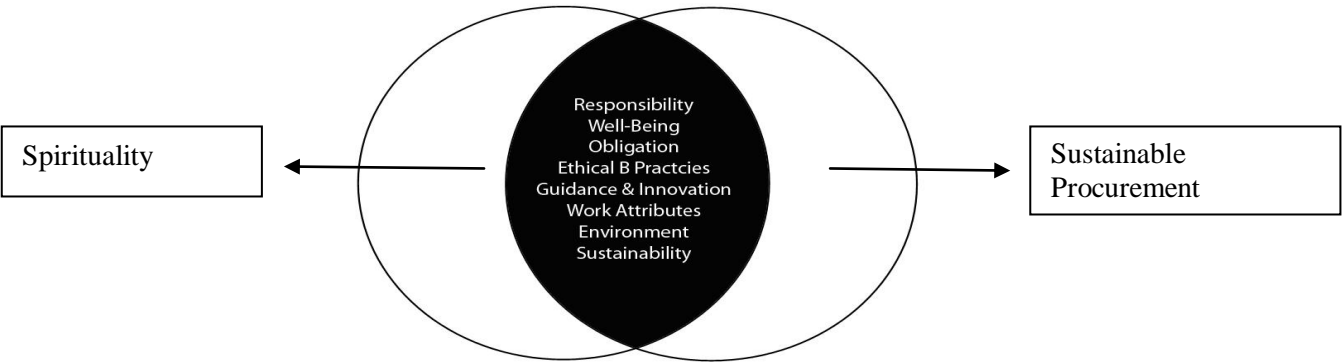 Spirituality
Responsibility
Well-Being
Obligation
Ethical B Practcies
Guidance & Innovation
Work Attributes
Environment
Sustainability
Sustainable
Procurement